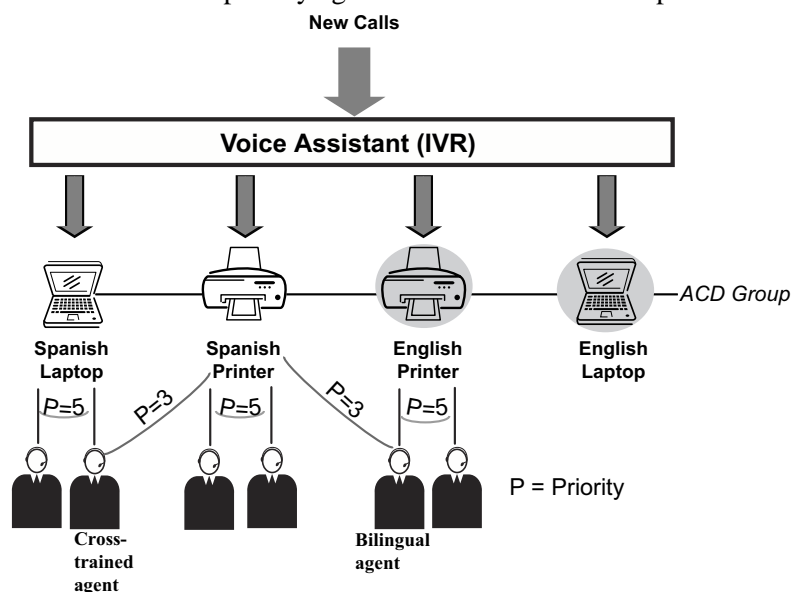 New Calls
Voice Assistant (IVR)
ACD Group
Spanish
Laptop
Spanish
Printer
English
Printer
English
Laptop
P=5
P=3
P=5
P=3
P=5
P = Priority
Cross-
trained
agent
Bilingual
agent